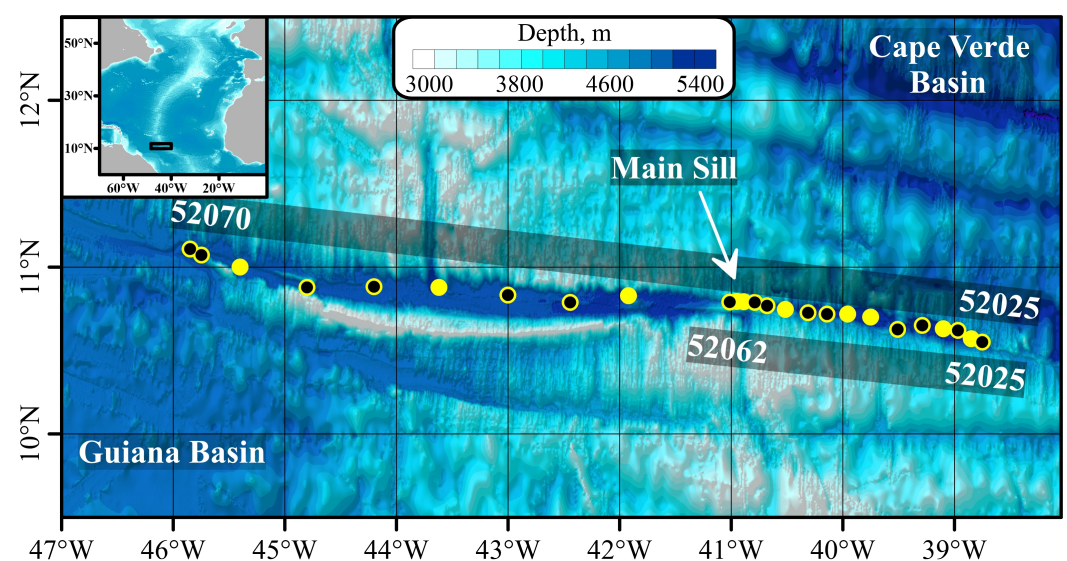 50°N
30°N
10°N
60°W 40°W 20°W
Depth, m
3000 3800 4600 5400
Cape Verde
Basin
12°N
Main Sill
52070
11°N
52025
52062
52025
10°N
Guiana Basin
47°W 46°W 45°W 44°W 43°W 42°W 41°W 40°W 39°W